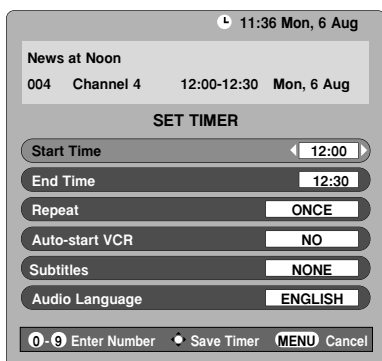 11:36 Mon, 6 Aug
News at Noon
004 Channel 4 12:00-12:30 Mon, 6 Aug
SET TIMER
Start Time 12:00
End Time 12:30
Repeat ONCE
Auto-start VCR NO
Subtitles NONE
Audio Language ENGLISH
0-9 Enter Number Save Timer MENU Cancel